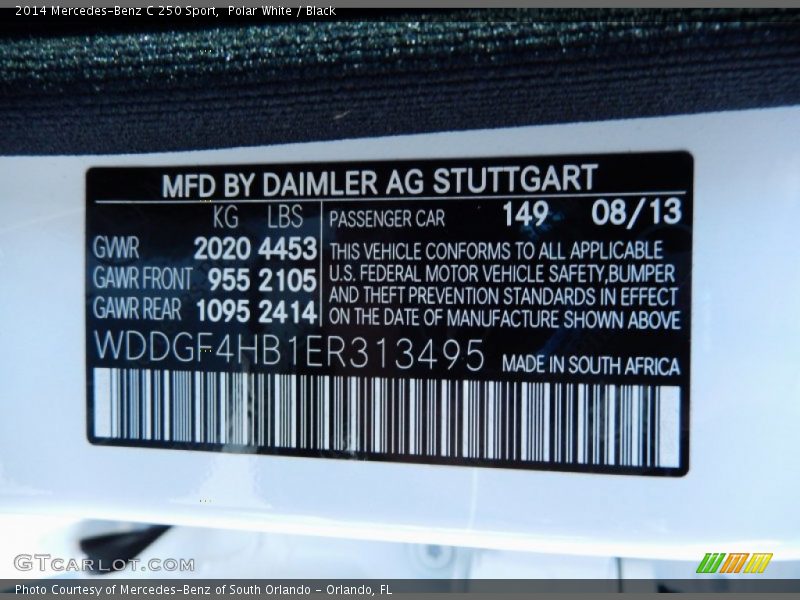 2014 Mercedes-Benz C 250 Sport, Polar White / Black
MFD BY DAIMLER AG STUTTGART
KG LBS
GWR 2020 4453
GAWR FRONT 955 2105
GAWR REAR 1095 2414
PASSENGER CAR 149 08/13
THIS VEHICLE CONFORMS TO ALL APPLICABLE
U.S. FEDERAL MOTOR VEHICLE SAFETY,BUMPER
AND THEFT PREVENTION STANDARDS IN EFFECT
ON THE DATE OF MANUFACTURE SHOWN ABOVE
WDDGF4HB1ER313495 MADE IN SOUTH AFRICA
GTCARLOT.COM
Photo Courtesy of Mercedes-Benz of South Orlando - Orlando, FL